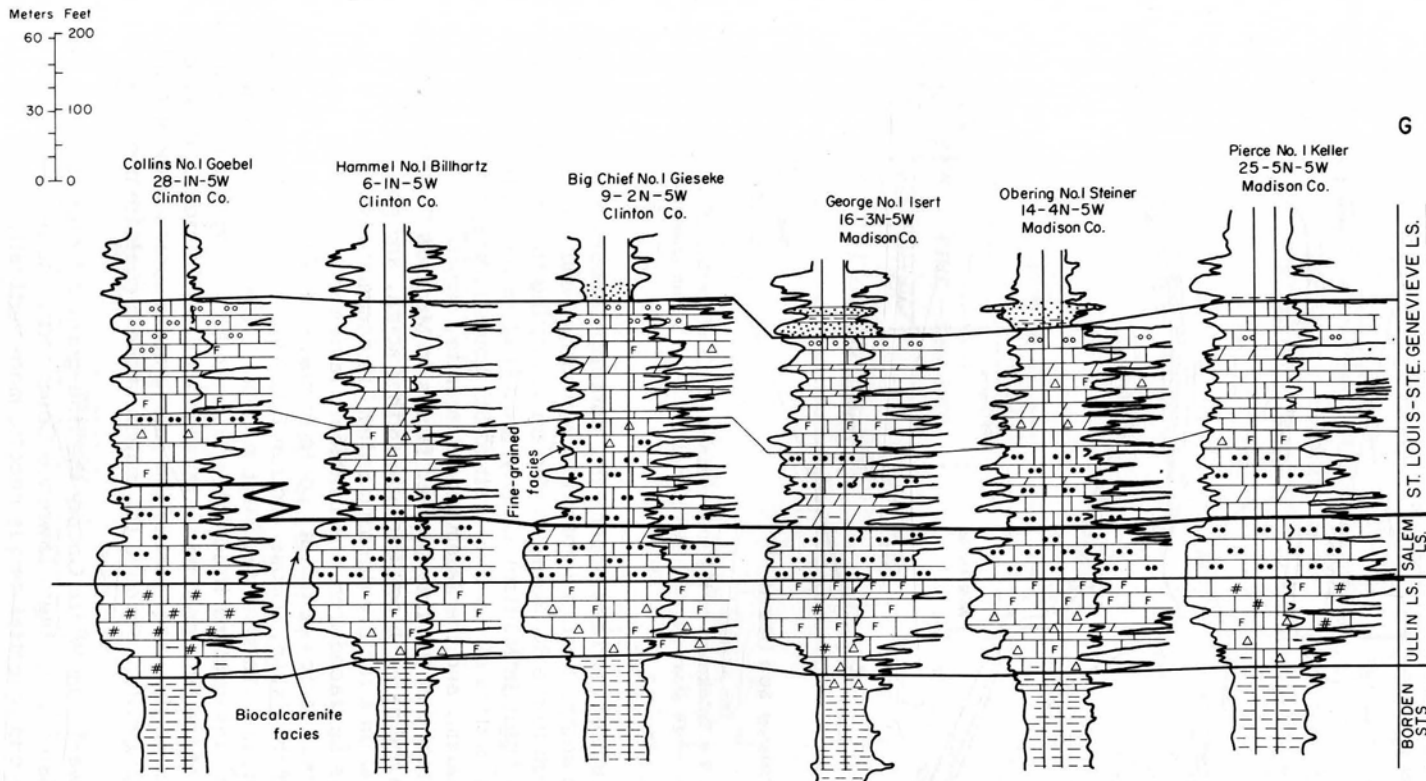 Meters Feet
60 200
30 100
0 0
G
Collins No.1 Goebel
28-1N-5W
Clinton Co.
Hammel No.1 Billhartz
6-1N-5W
Clinton Co.
Big Chief No.1 Gieseke
9-2N-5W
Clinton Co.
George No.1 Isert
16-3N-5W
Madison Co.
Obering No.1 Steiner
14-4N-5W
Madison Co.
Pierce No. 1 Keller
25-5N-5W
Madison Co.
Fine-grained
facies
Biocalcarenite
facies
ST. LOUIS-STE. GENEVIEVE LS.
SALEM
LS.
ULLIN LS.
BORDEN
STS.